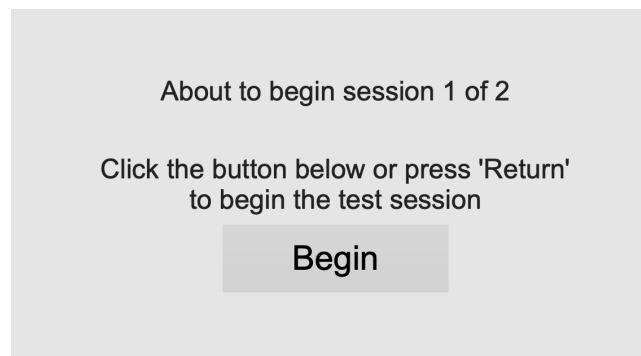 About to begin session 1 of 2
Click the button below or press 'Return'
to begin the test session
Begin